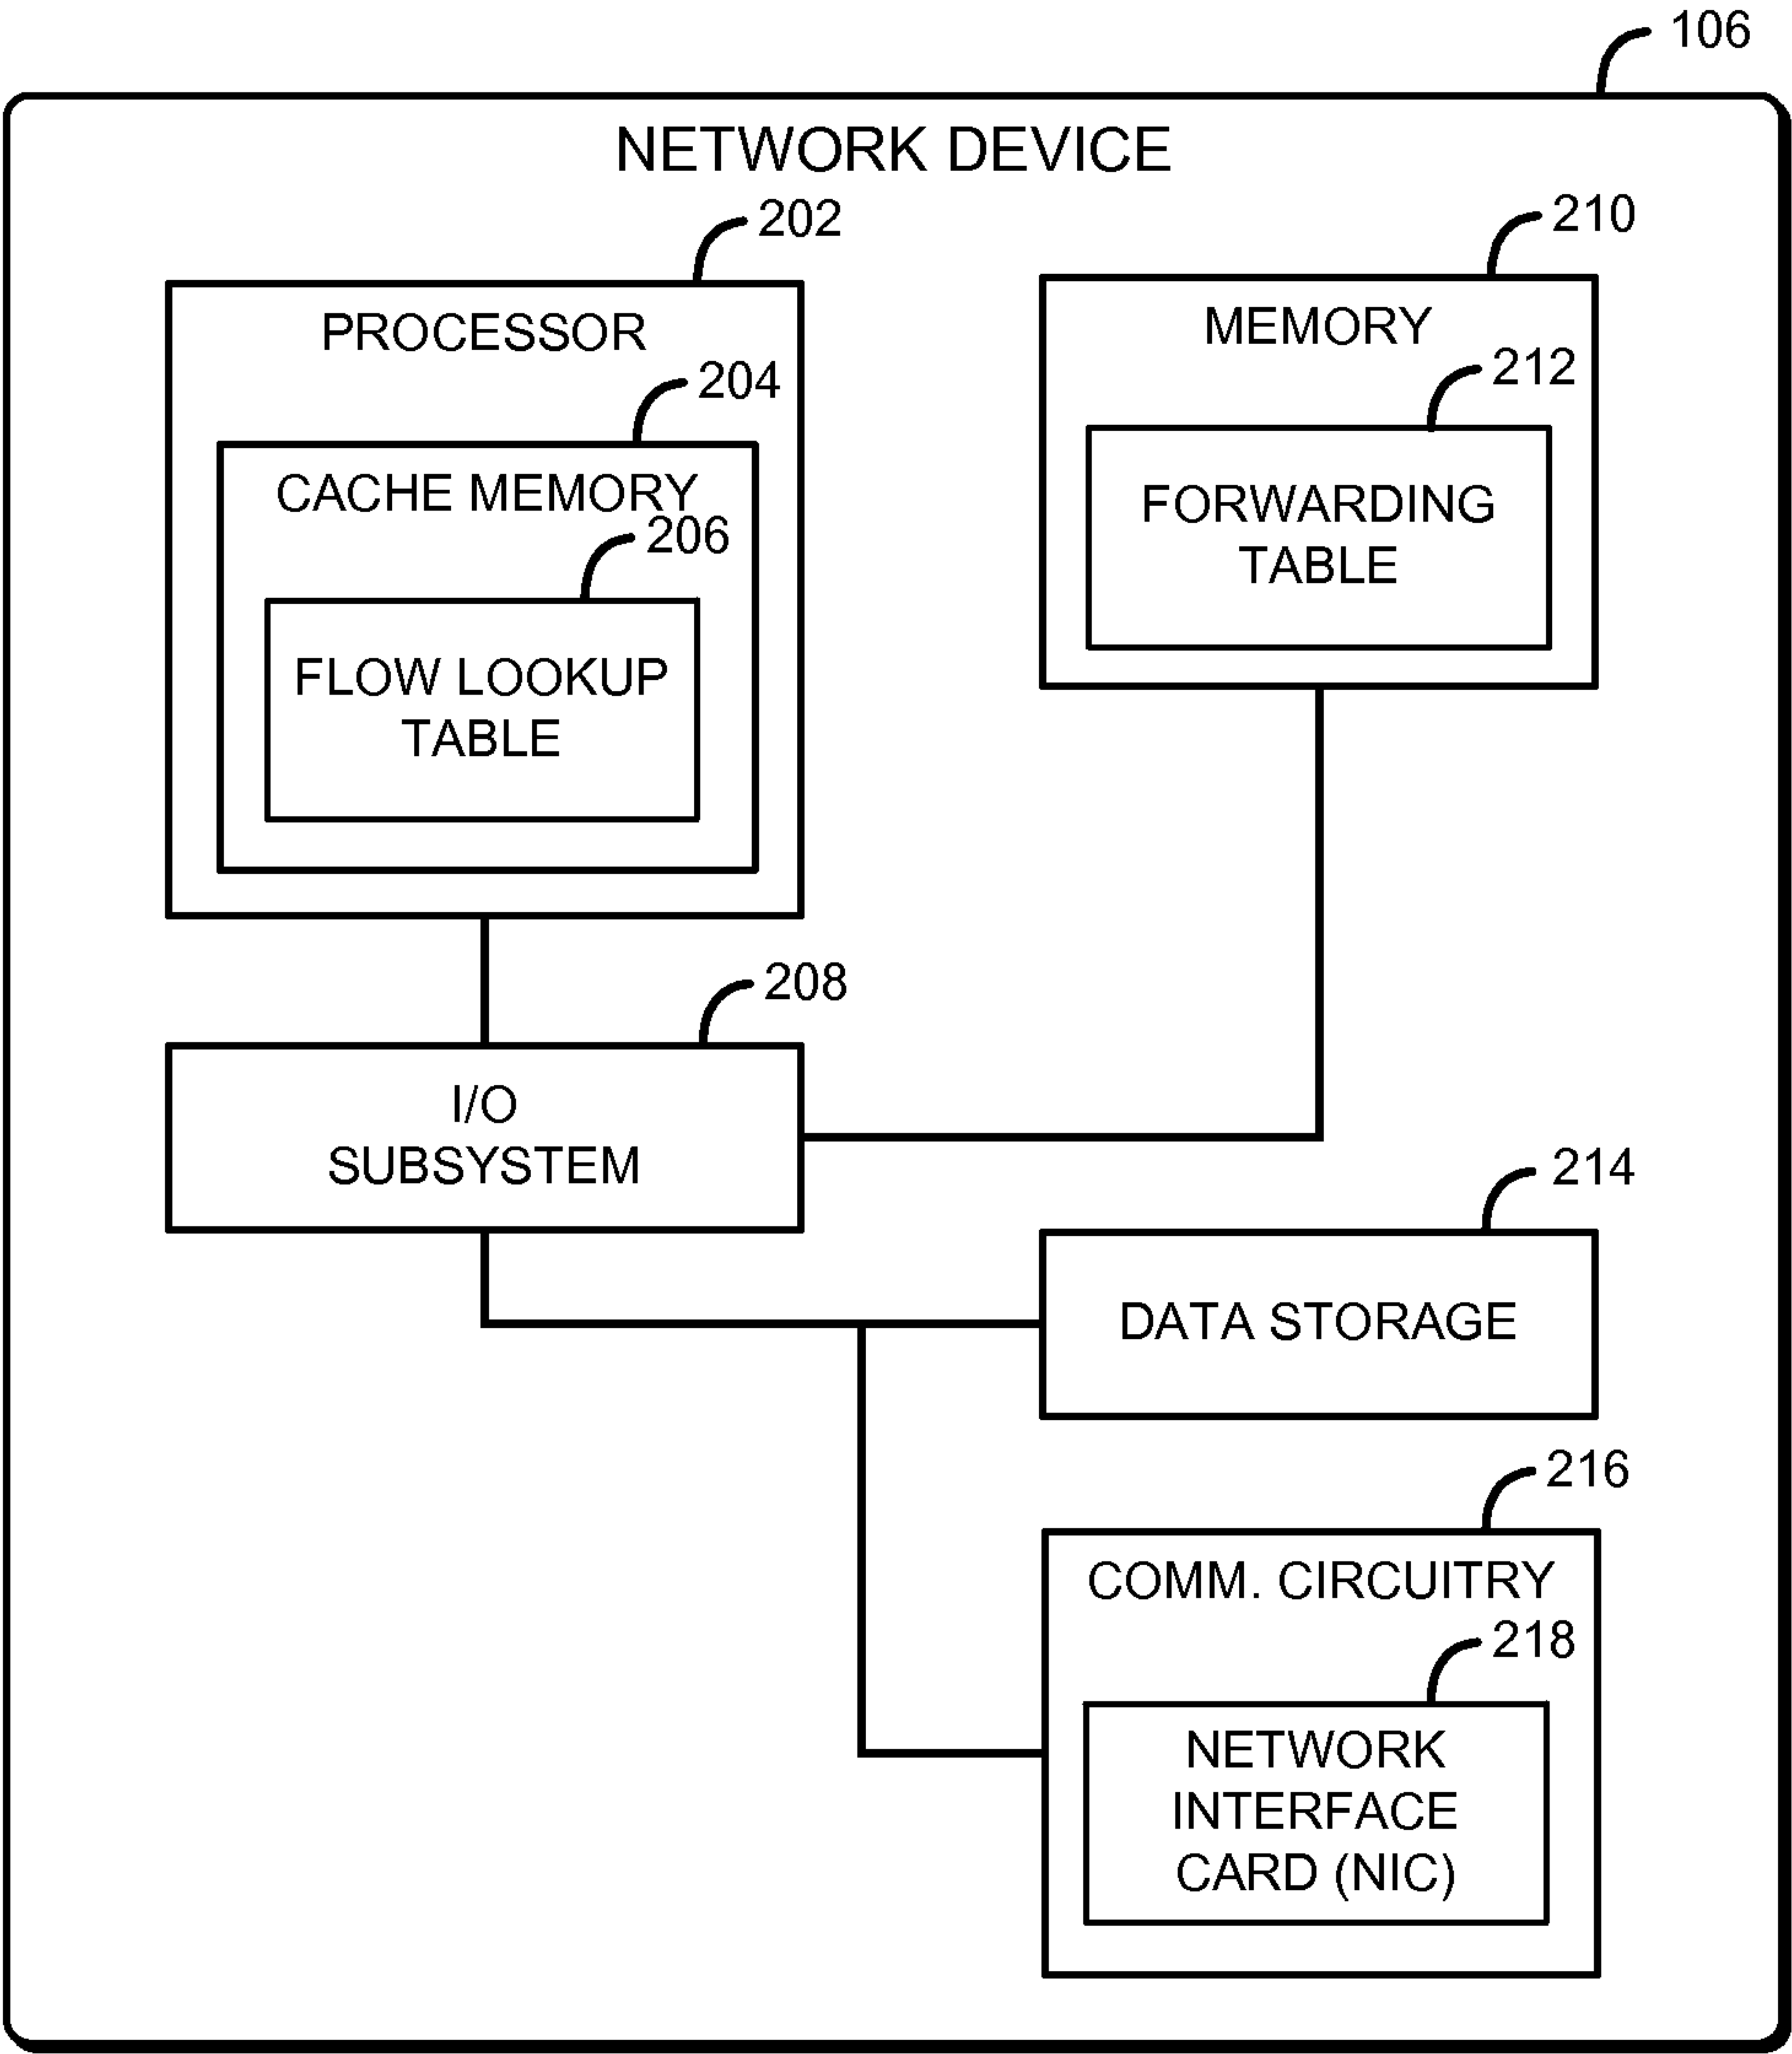 106
NETWORK DEVICE
202
PROCESSOR
204
CACHE MEMORY
206
FLOW LOOKUP
TABLE
210
MEMORY
212
FORWARDING
TABLE
208
I/O
SUBSYSTEM
214
DATA STORAGE
216
COMM. CIRCUITRY
218
NETWORK
INTERFACE
CARD (NIC)